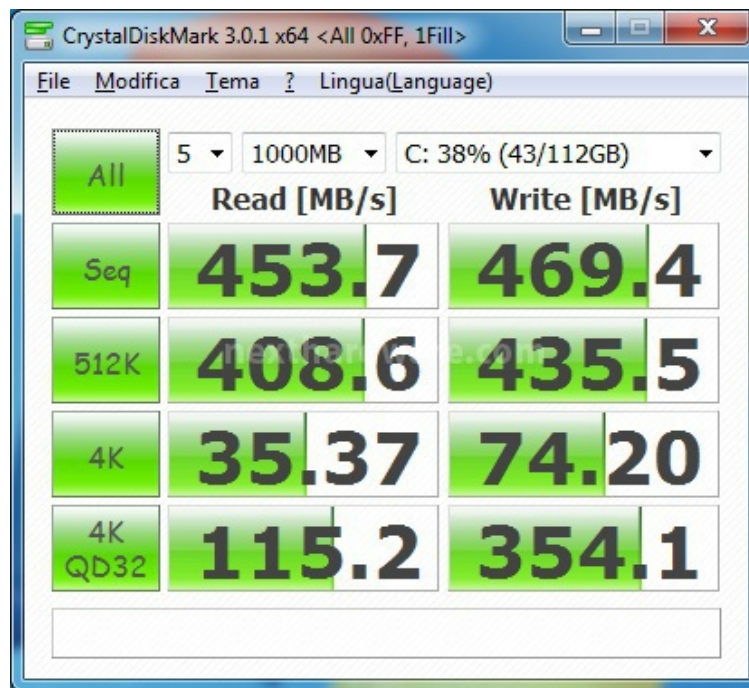 CrystalDiskMark 3.0.1 x64 <All 0xFF, 1Fill>
File Modifica Tema ? Lingua(Language)
All 5 1000MB C: 38% (43/112GB)
Read [MB/s] Write [MB/s]
Seq 453.7 469.4
512K 408.6 435.5
nexthardware.com
4K 35.37 74.20
4K QD32 115.2 354.1